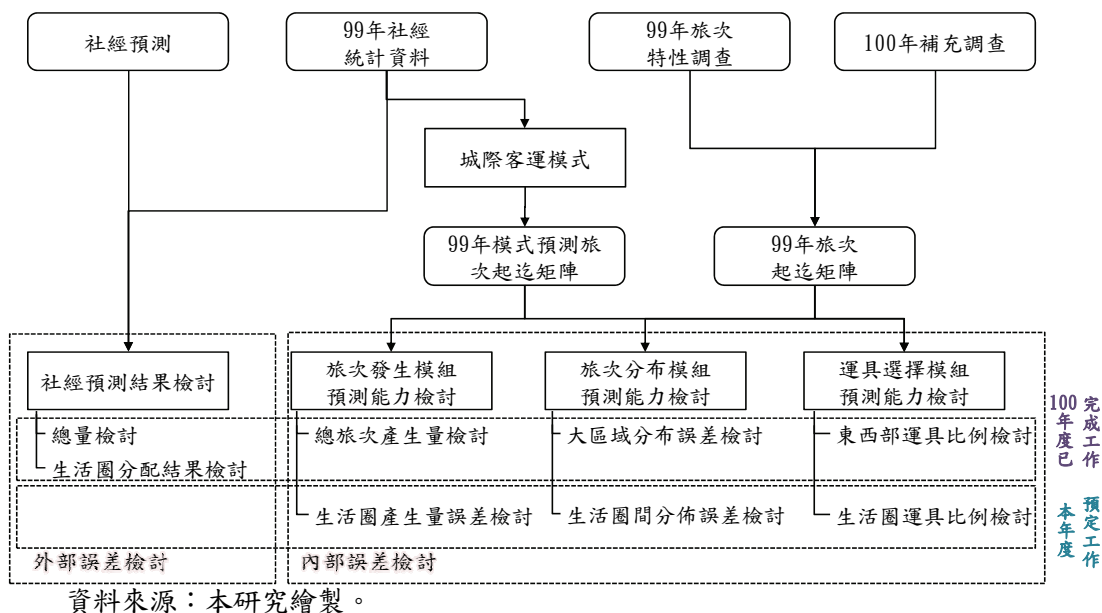 社經預測
99年社經
統計資料
99年旅次
特性調查
100年補充調查
城際客運模式
99年模式預測旅
次起迄矩陣
99年旅次
起迄矩陣
社經預測結果檢討
旅次發生模組
預測能力檢討
旅次分布模組
預測能力檢討
運具選擇模組
預測能力檢討
總量檢討
生活圈分配結果檢討
總旅次產生量檢討
大區域分布誤差檢討
東西部運具比例檢討
100年度已
完成工作
生活圈產生量誤差檢討
生活圈間分佈誤差檢討
生活圈運具比例檢討
本年度
預定工作
外部誤差檢討
內部誤差檢討
資料來源：本研究繪製。